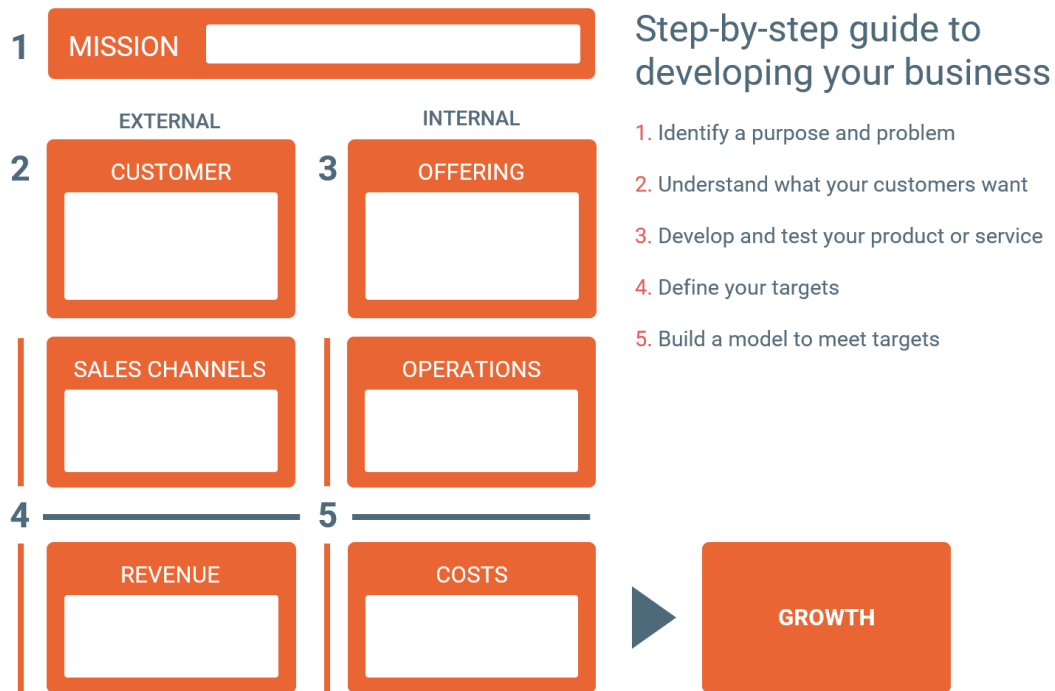 1 MISSION
Step-by-step guide to
developing your business
1. Identify a purpose and problem
2. Understand what your customers want
3. Develop and test your product or service
4. Define your targets
5. Build a model to meet targets
EXTERNAL
INTERNAL
2 CUSTOMER
3 OFFERING
SALES CHANNELS
OPERATIONS
4
5
REVENUE
COSTS
GROWTH